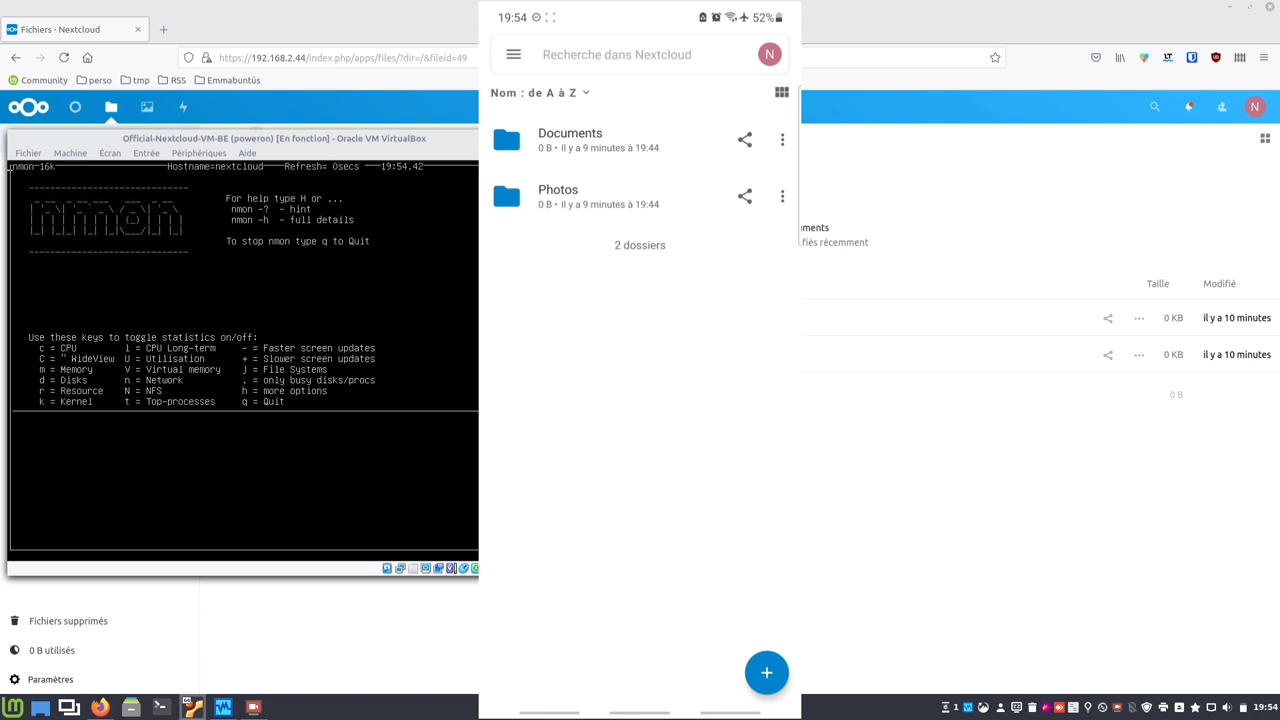 Fichiers - Nextcloud
https://192.168.2.44/index.php/apps/files/?dir=/&fileid=49
Community
perso
tmp
RSS
Emmabuntüs
Official-Nextcloud-VM-BE (poweron) [En fonction] - Oracle VM VirtualBox
Fichier Machine Écran Entrée Périphériques Aide
nmon-16k Hostname=nextcloud Refresh= 0secs 19:54.42
For help type H or ...
nmon -? - hint
nmon -h - full details
To stop nmon type q to Quit
Use these keys to toggle statistics on/off:
c = CPU l = CPU Long-term - = Faster screen updates
C = " WideView U = Utilisation + = Slower screen updates
m = Memory V = Virtual memory j = File Systems
d = Disks n = Network . = only busy disks/procs
r = Resource N = NFS h = more options
k = Kernel t = Top-processes q = Quit
Fichiers supprimés
0 B utilisés
Paramètres
19:54
52%
Recherche dans Nextcloud
N
Nom : de A à Z
Documents
0 B • Il y a 9 minutes à 19:44
Photos
0 B • Il y a 9 minutes à 19:44
2 dossiers
N
uments
fiés récemment
Taille Modifié
0 KB il y a 10 minutes
0 KB il y a 10 minutes
0 B
19:54